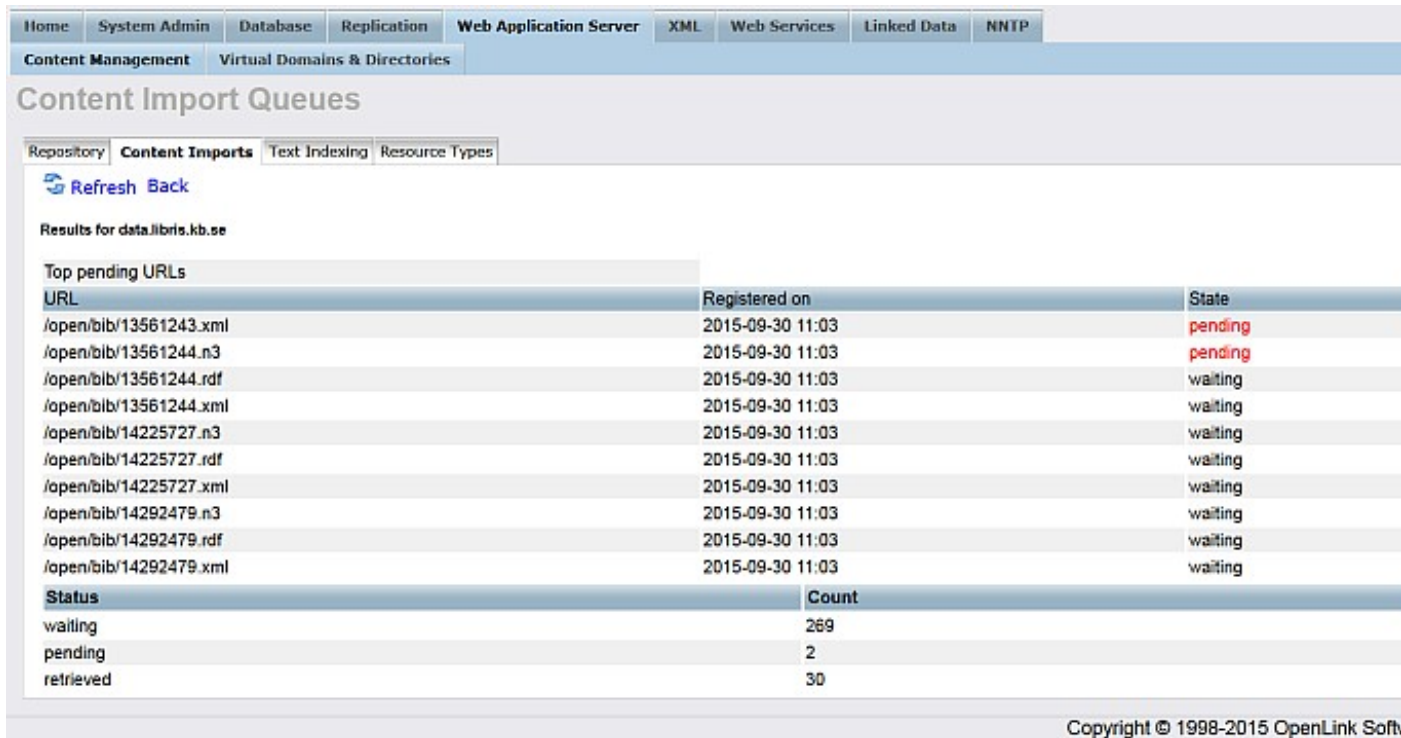 Home System Admin Database Replication Web Application Server XML Web Services Linked Data NNTP
Content Management Virtual Domains & Directories
Content Import Queues
Repository Content Imports Text Indexing Resource Types
Refresh Back
Results for data.libris.kb.se
Top pending URLs
URL Registered on State
/open/bib/13561243.xml 2015-09-30 11:03 pending
/open/bib/13561244.n3 2015-09-30 11:03 pending
/open/bib/13561244.rdf 2015-09-30 11:03 waiting
/open/bib/13561244.xml 2015-09-30 11:03 waiting
/open/bib/14225727.n3 2015-09-30 11:03 waiting
/open/bib/14225727.rdf 2015-09-30 11:03 waiting
/open/bib/14225727.xml 2015-09-30 11:03 waiting
/open/bib/14292479.n3 2015-09-30 11:03 waiting
/open/bib/14292479.rdf 2015-09-30 11:03 waiting
/open/bib/14292479.xml 2015-09-30 11:03 waiting
Status Count
waiting 269
pending 2
retrieved 30
Copyright © 1998-2015 OpenLink